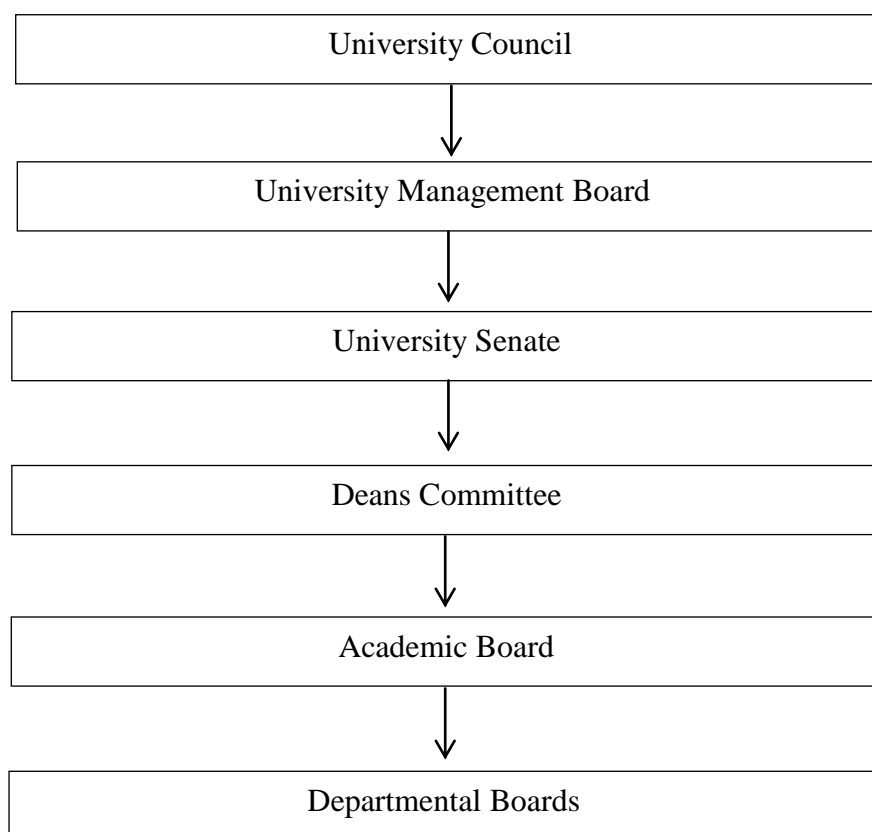 University Council
University Management Board
University Senate
Deans Committee
Academic Board
Departmental Boards